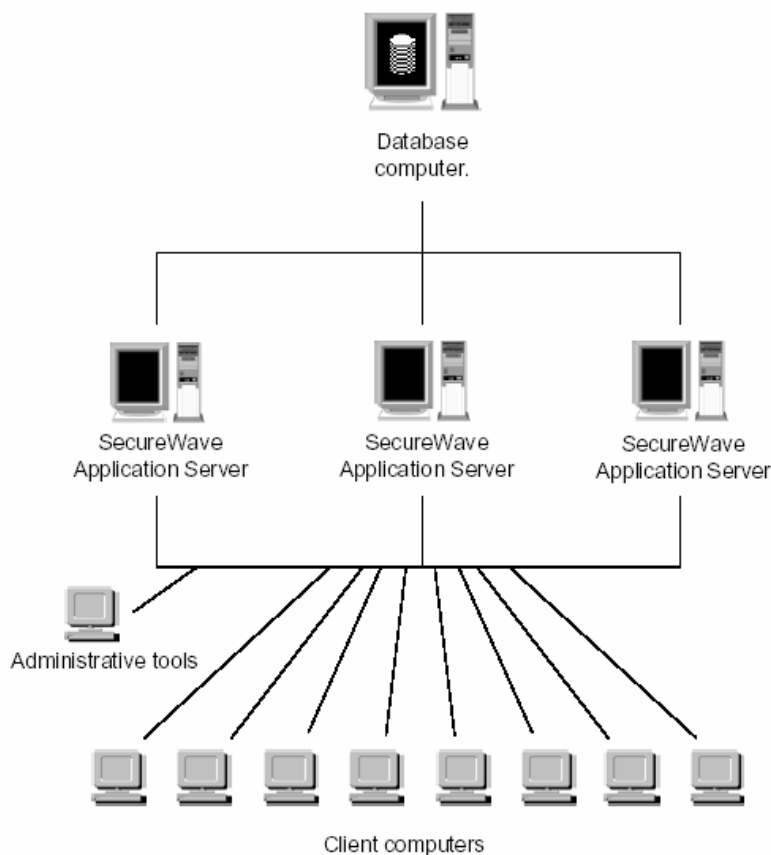 Database
computer.
SecureWave
Application Server
SecureWave
Application Server
SecureWave
Application Server
Administrative tools
Client computers